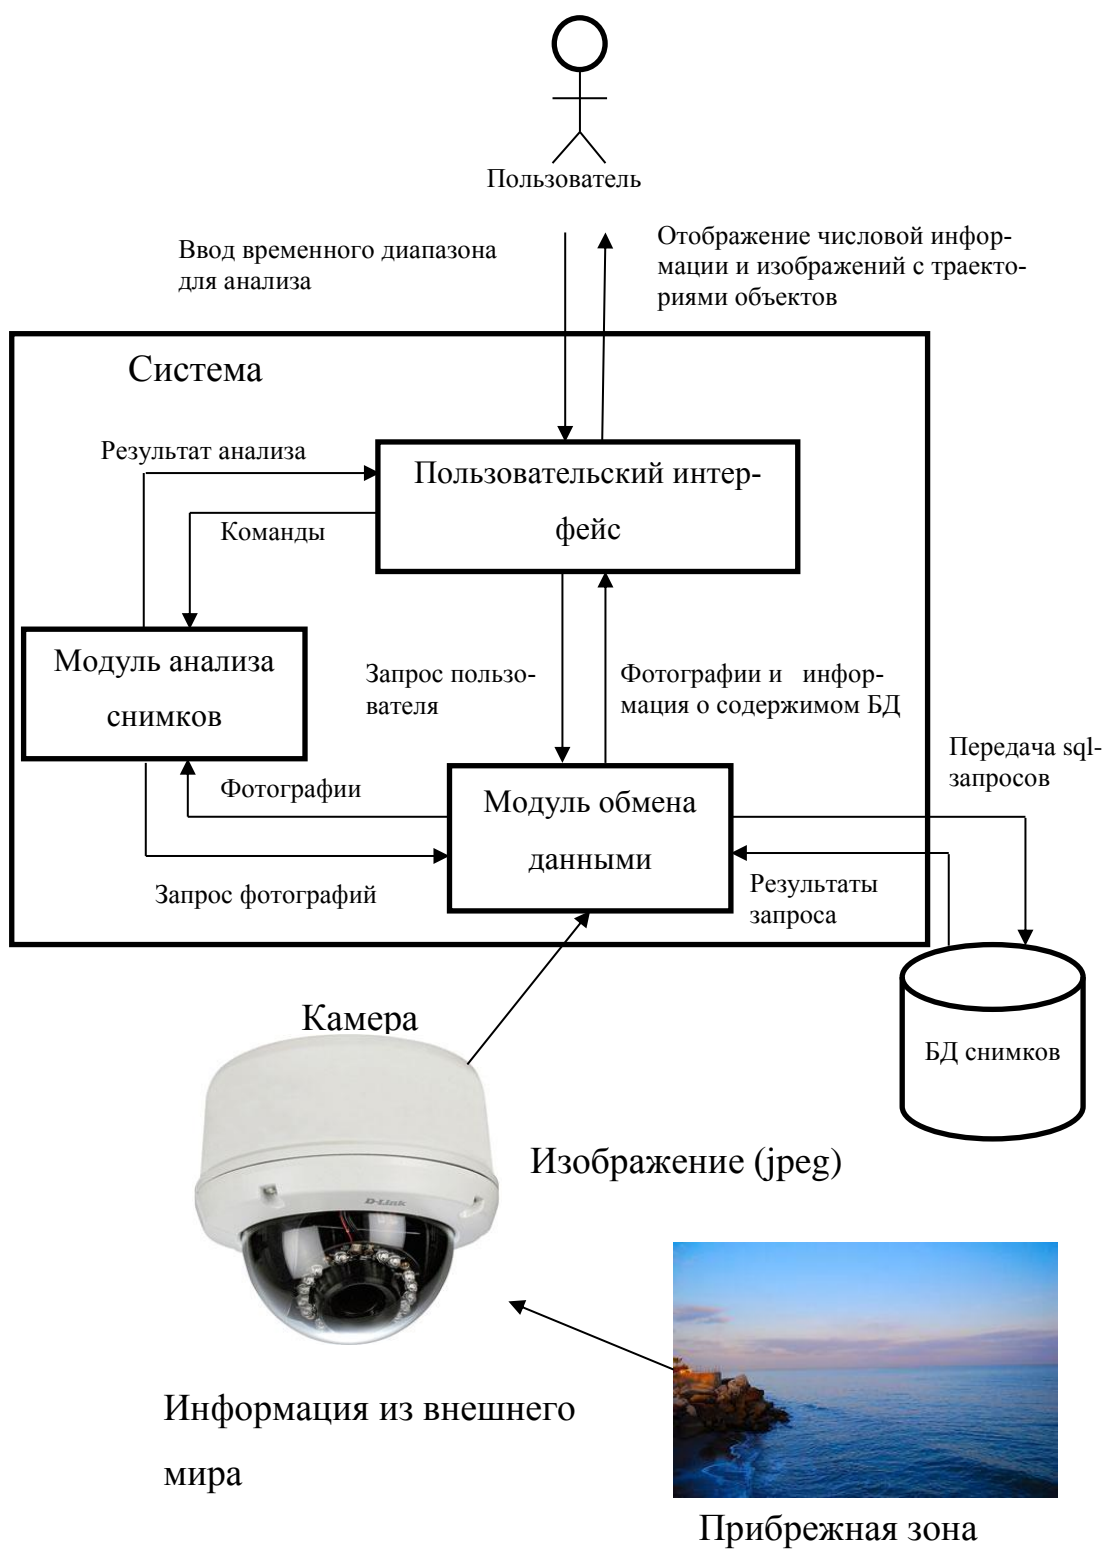 Пользователь
Ввод временного диапазона
для анализа
Отображение числовой инфор-
мации и изображений с траекто-
риями объектов
Система
Результат анализа
Пользовательский интер-
фейс
Команды
Модуль анализа
снимков
Запрос пользо-
вателя
Фотографии и информ-
мация о содержимом БД
Передача sql-
запросов
Фотографии
Модуль обмена
данными
Запрос фотографий
Результаты
запроса
Камера
БД снимков
Изображение (jpeg)
D-Link
Информация из внешнего
мира
Прибрежная зона